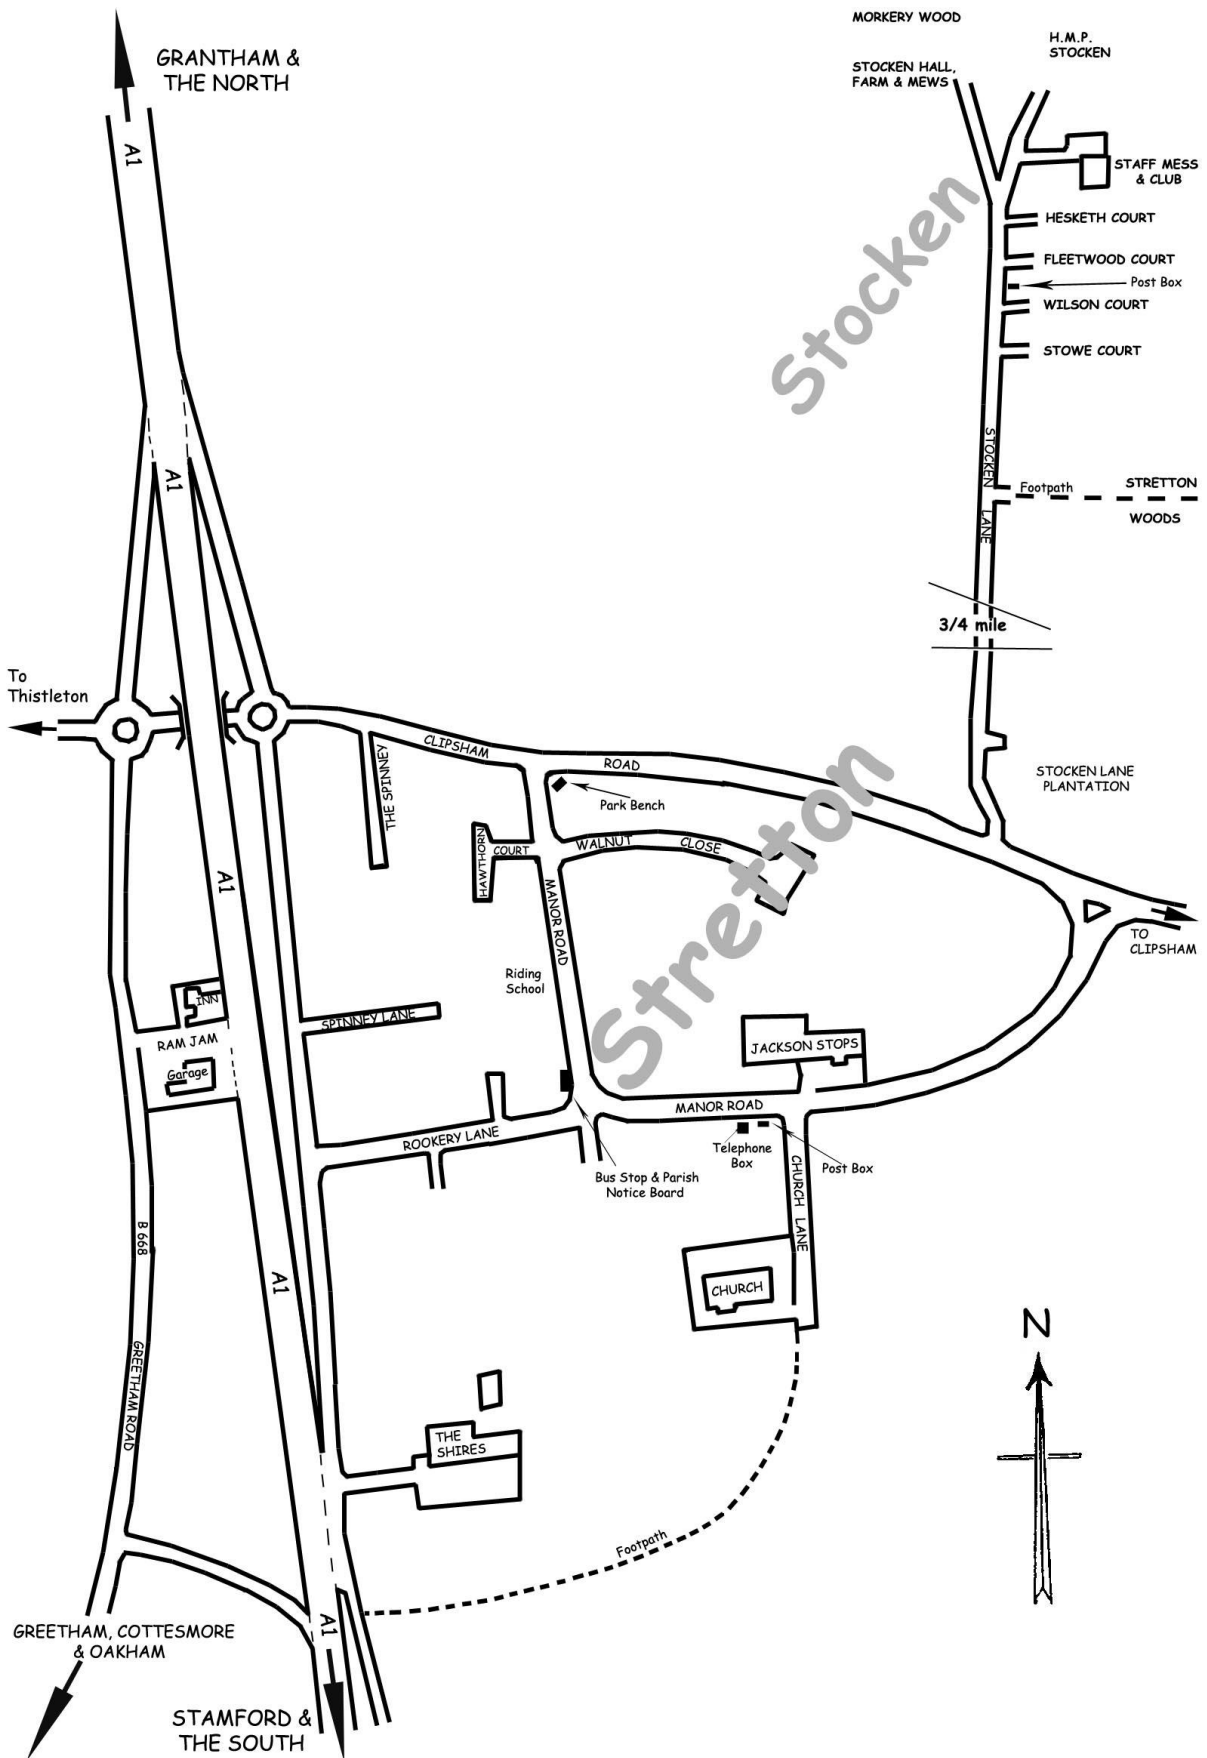 MORKERY WOOD
H.M.P.
STOCKEN
GRANTHAM &
THE NORTH
STOCKEN HALL,
FARM & MEWS
A1
STAFF MESS
& CLUB
Stocken
HESKETH COURT
FLEETWOOD COURT
Post Box
WILSON COURT
STOWE COURT
STOCKEN
LANE
A1
Footpath
STRETTON
WOODS
3/4 mile
To
Thistleton
CLIPSHAM
ROAD
THE SPINNEY
STOCKEN LANE
PLANTATION
Park Bench
HAWTHORN
COURT
WALNUT
CLOSE
Stretton
A1
MANOR ROAD
TO
CLIPSHAM
Riding
School
INN
SPINNEY LANE
RAM JAM
JACKSON STOPS
Garage
MANOR ROAD
ROOKERY LANE
Telephone
Box
Post Box
Bus Stop & Parish
Notice Board
CHURCH LANE
B 668
A1
CHURCH
N
GREETHAM ROAD
THE
SHIRES
Footpath
A1
GREETHAM, COTTESMORE
& OAKHAM
STAMFORD &
THE SOUTH